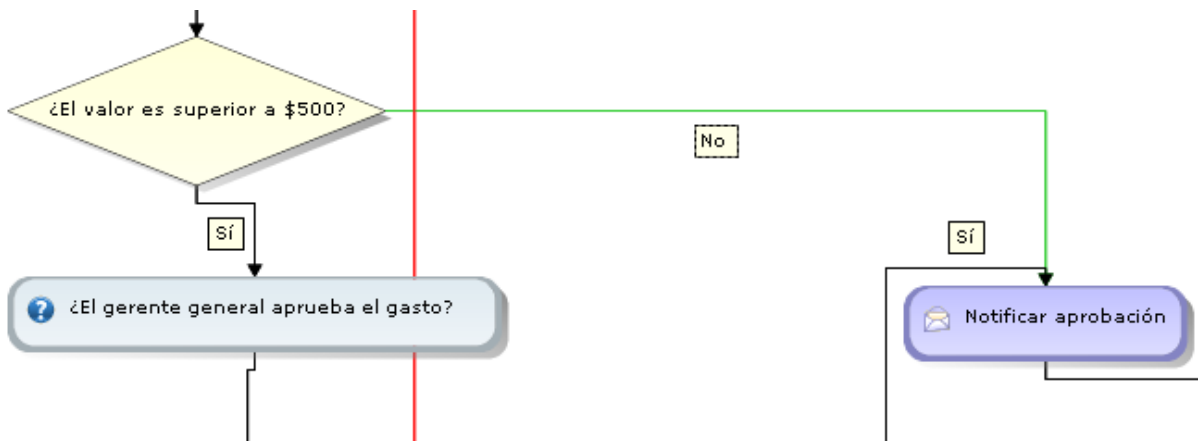 ¿El valor es superior a $500?
No
Sí
Sí
¿El gerente general aprueba el gasto?
Notificar aprobación